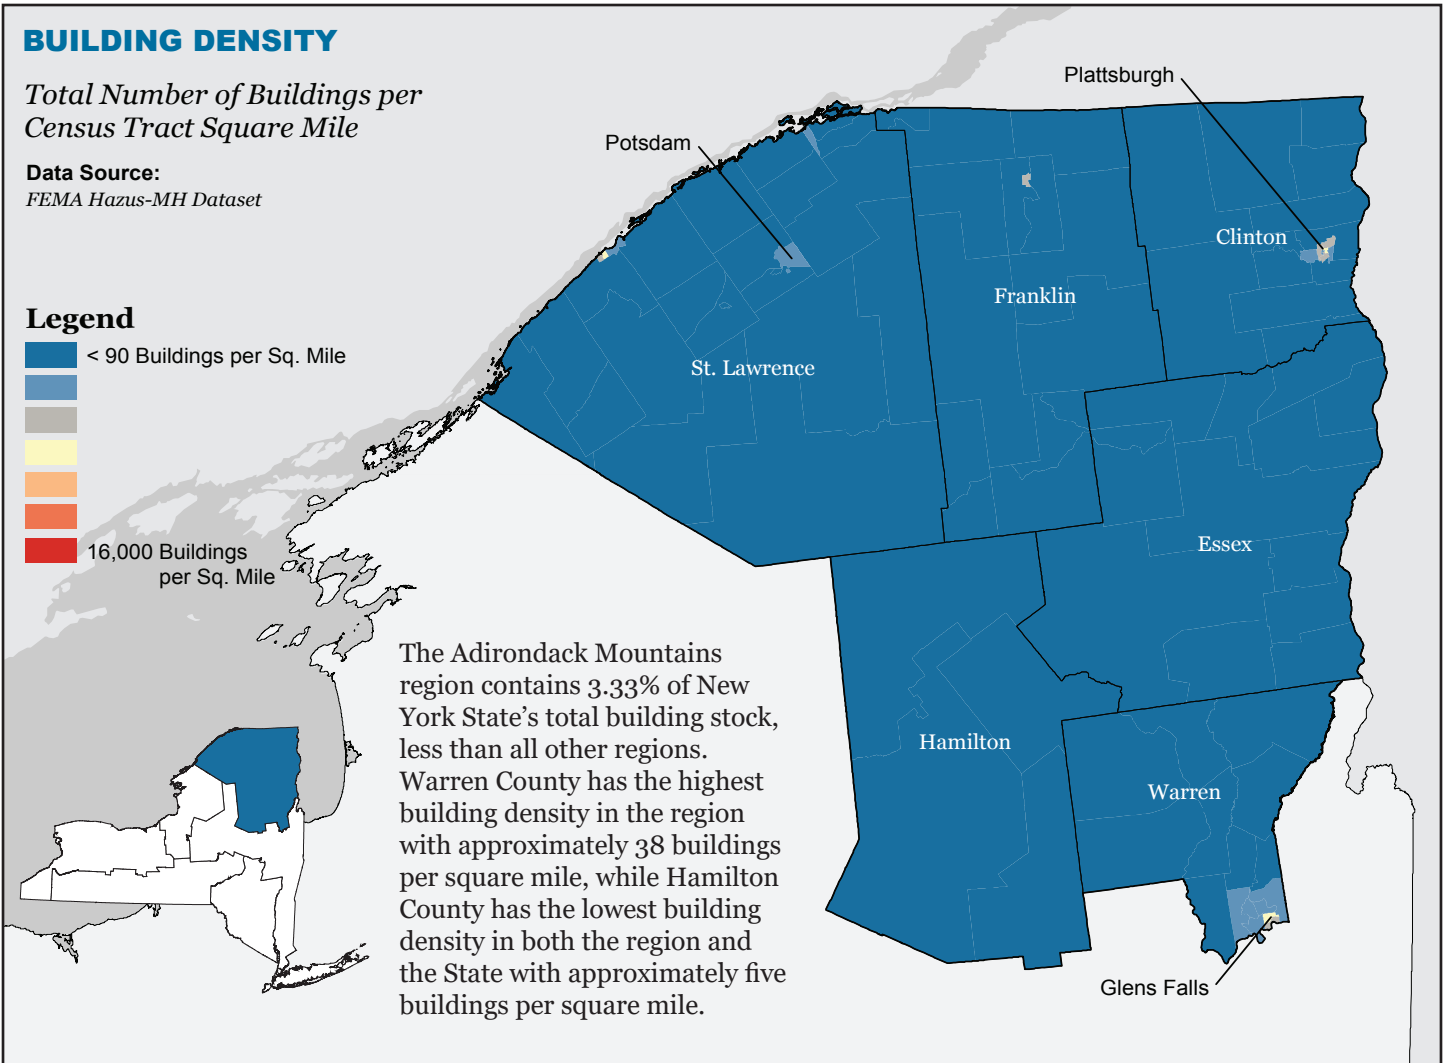 BUILDING DENSITY
Total Number of Buildings per
Census Tract Square Mile
Data Source:
FEMA Hazus-MH Dataset
Legend
< 90 Buildings per Sq. Mile
16,000 Buildings
per Sq. Mile
Plattsburgh
Potsdam
Clinton
Franklin
St. Lawrence
Essex
Hamilton
Warren
Glens Falls
The Adirondack Mountains
region contains 3.33% of New
York State’s total building stock,
less than all other regions.
Warren County has the highest
building density in the region
with approximately 38 buildings
per square mile, while Hamilton
County has the lowest building
density in both the region and
the State with approximately five
buildings per square mile.